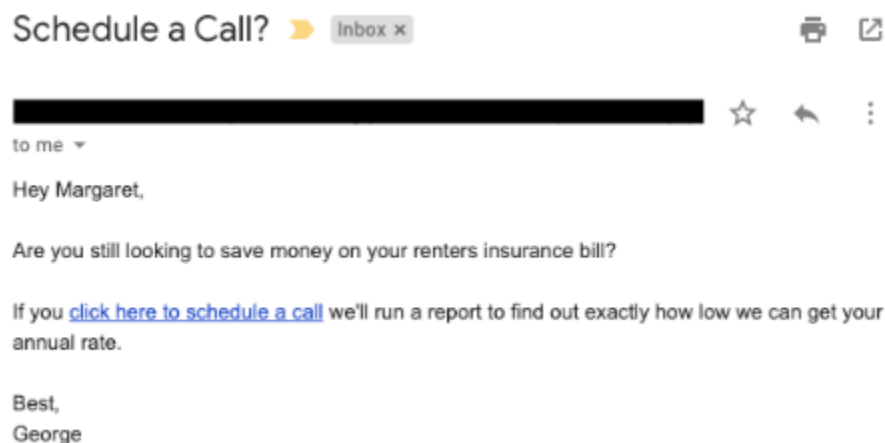 Schedule a Call?
Inbox ×
to me
Hey Margaret,
Are you still looking to save money on your renters insurance bill?
If you click here to schedule a call we'll run a report to find out exactly how low we can get your
annual rate.
Best,
George